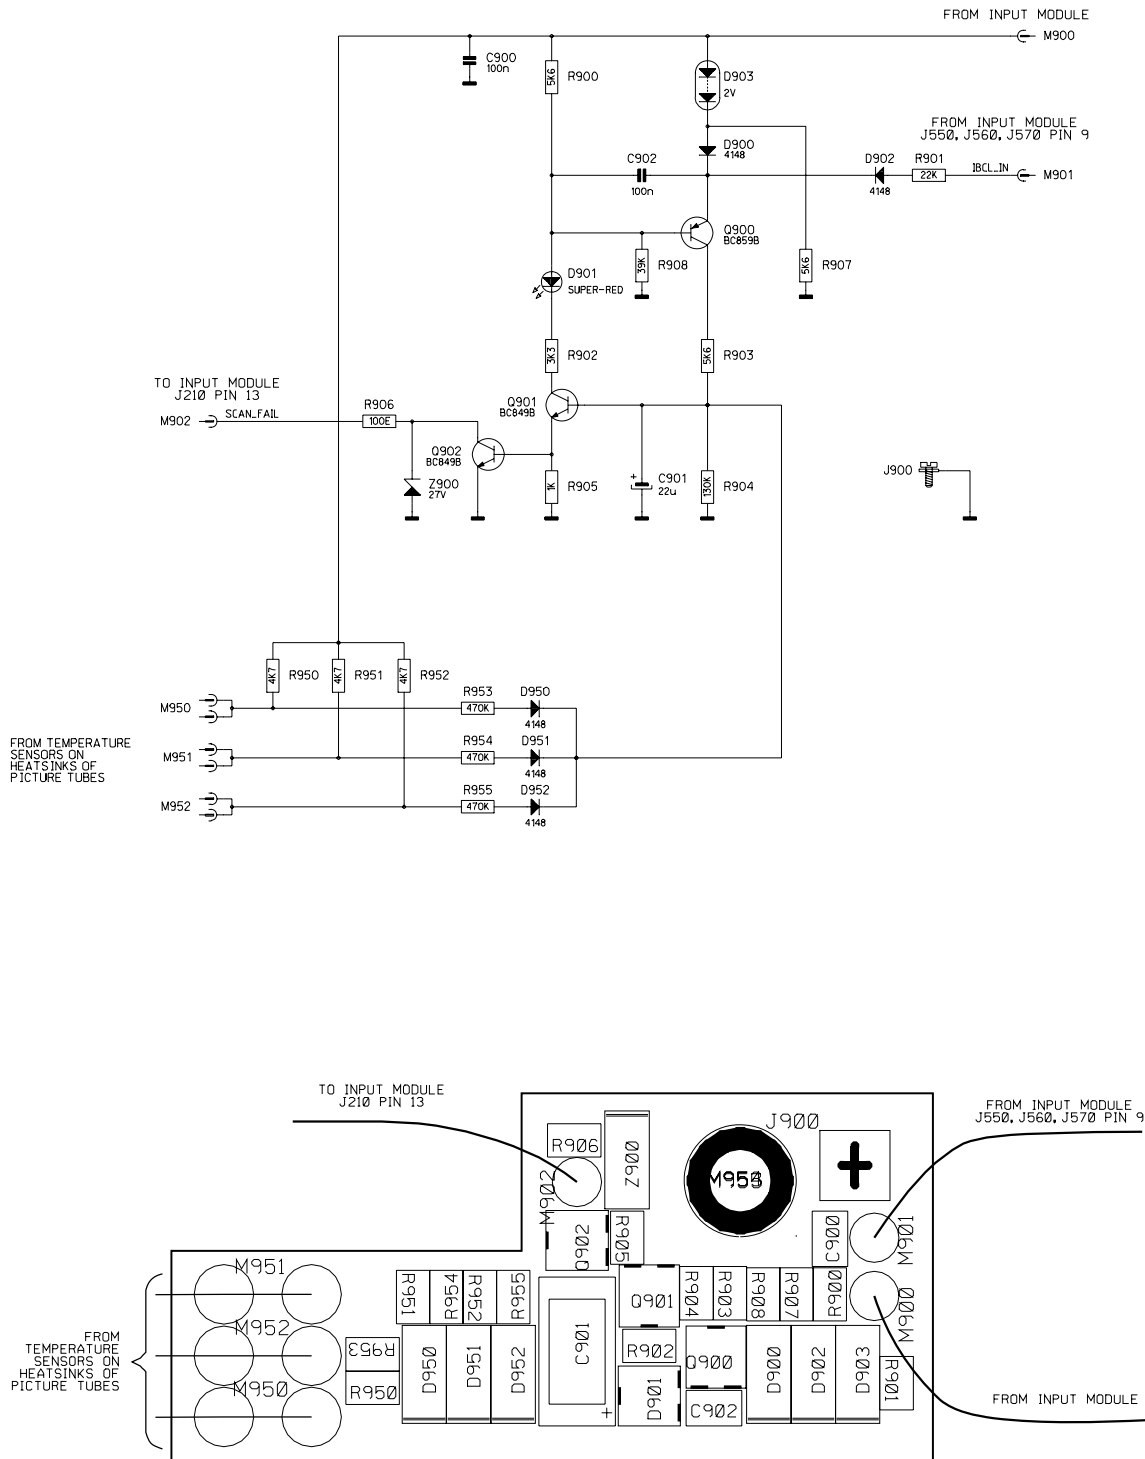 FROM INPUT MODULE
M900
C900
100n
5K6
R900
D903
2V
FROM INPUT MODULE
J550, J560, J570 PIN 9
D900
4148
C902
100n
D902
4148
R901
22K
IBCL_IN
M901
Q900
BC859B
39K
R908
5K6
R907
D901
SUPER-RED
3K3
R902
5K6
R903
TO INPUT MODULE
J210 PIN 13
M902
SCAN_FAIL
R906
100E
Q901
BC849B
Q902
BC849B
Z900
27V
1K
R905
+
C901
22u
130K
R904
J900
4K7
R950
4K7
R951
4K7
R952
M950
R953
470K
D950
4148
FROM TEMPERATURE
SENSORS ON
HEATSINKS OF
PICTURE TUBES
M951
R954
470K
D951
4148
M952
R955
470K
D952
4148
TO INPUT MODULE
J210 PIN 13
FROM INPUT MODULE
J550, J560, J570 PIN 9
R906
M902
Z900
J900
+
Q902
R905
C900
M901
M951
M952
M950
R951
R954
R952
R955
Q901
R904
R903
R908
R907
R900
M900
FROM
TEMPERATURE
SENSORS ON
HEATSINKS OF
PICTURE TUBES
R953
R950
D950
D951
D952
C901
+
R902
D901
Q900
C902
D900
D902
D903
R901
FROM INPUT MODULE